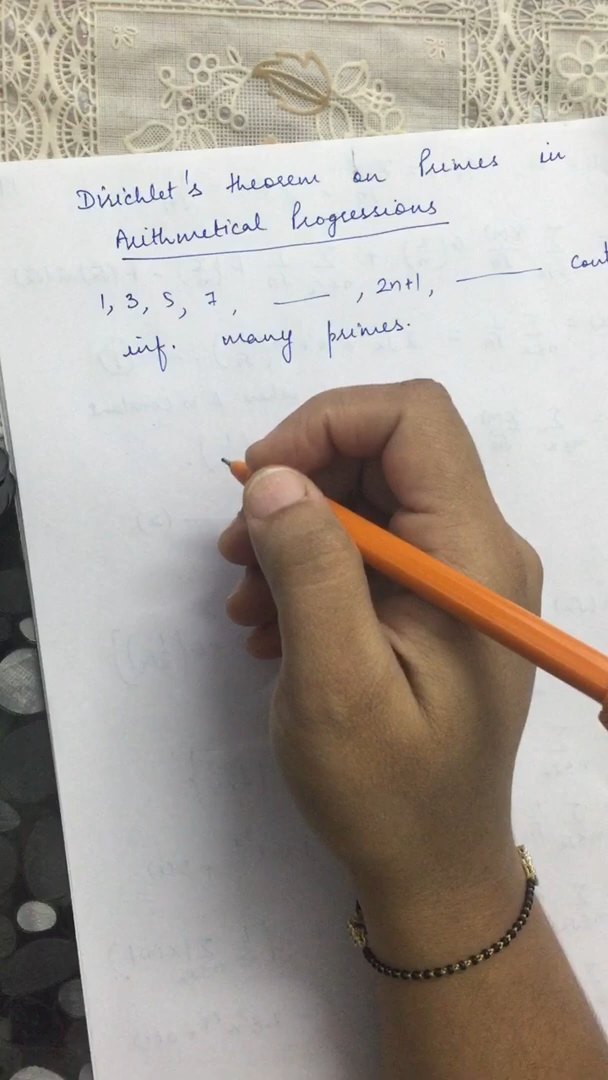 Dirichlet's theorem on Primes in
Arithmetical Progressions
1, 3, 5, 7, ___ , 2n+1, ___ cont
inf. many primes.